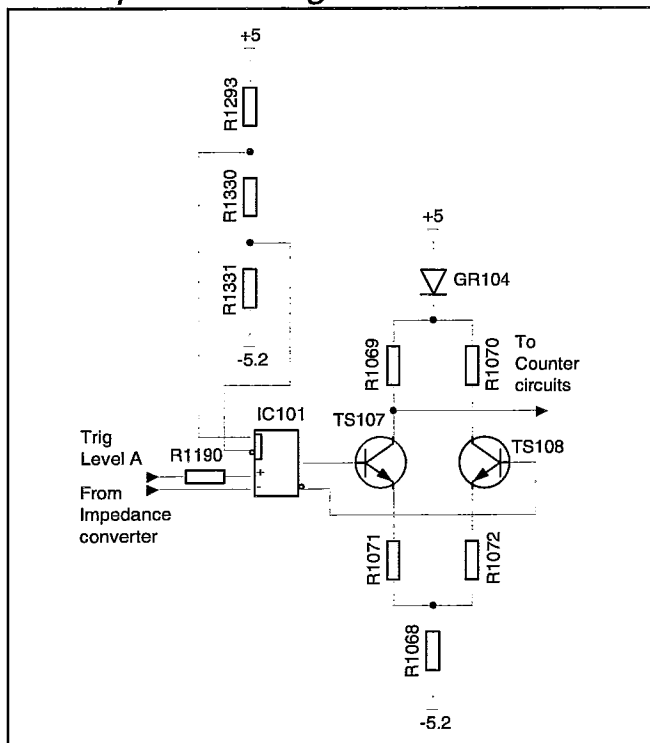 +5
R1293
R1330
R1331
-5.2
+5
GR104
R1069
R1070
To
Counter
circuits
IC101
TS107
TS108
Trig
Level A
R1190
+
-
From
Impedance
converter
R1071
R1072
R1068
-5.2